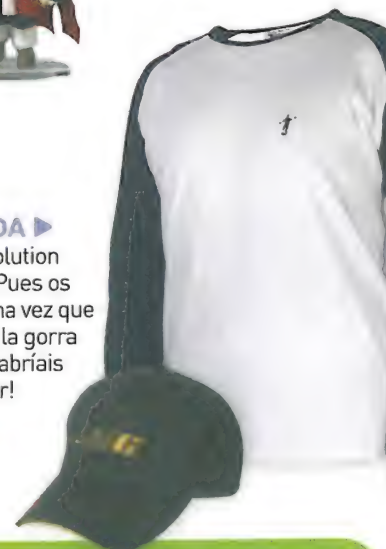 DA ▶
olution
Pues os
na vez que
la gorra
abríais
r!